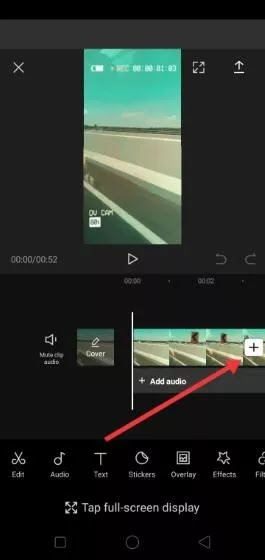 REC 00:00:01:03
DV CAM
00:00/00:52
00:00
00:02
Mute clip
audio
Cover
Add audio
Edit
Audio
Text
Stickers
Overlay
Effects
Filt
Tap full-screen display